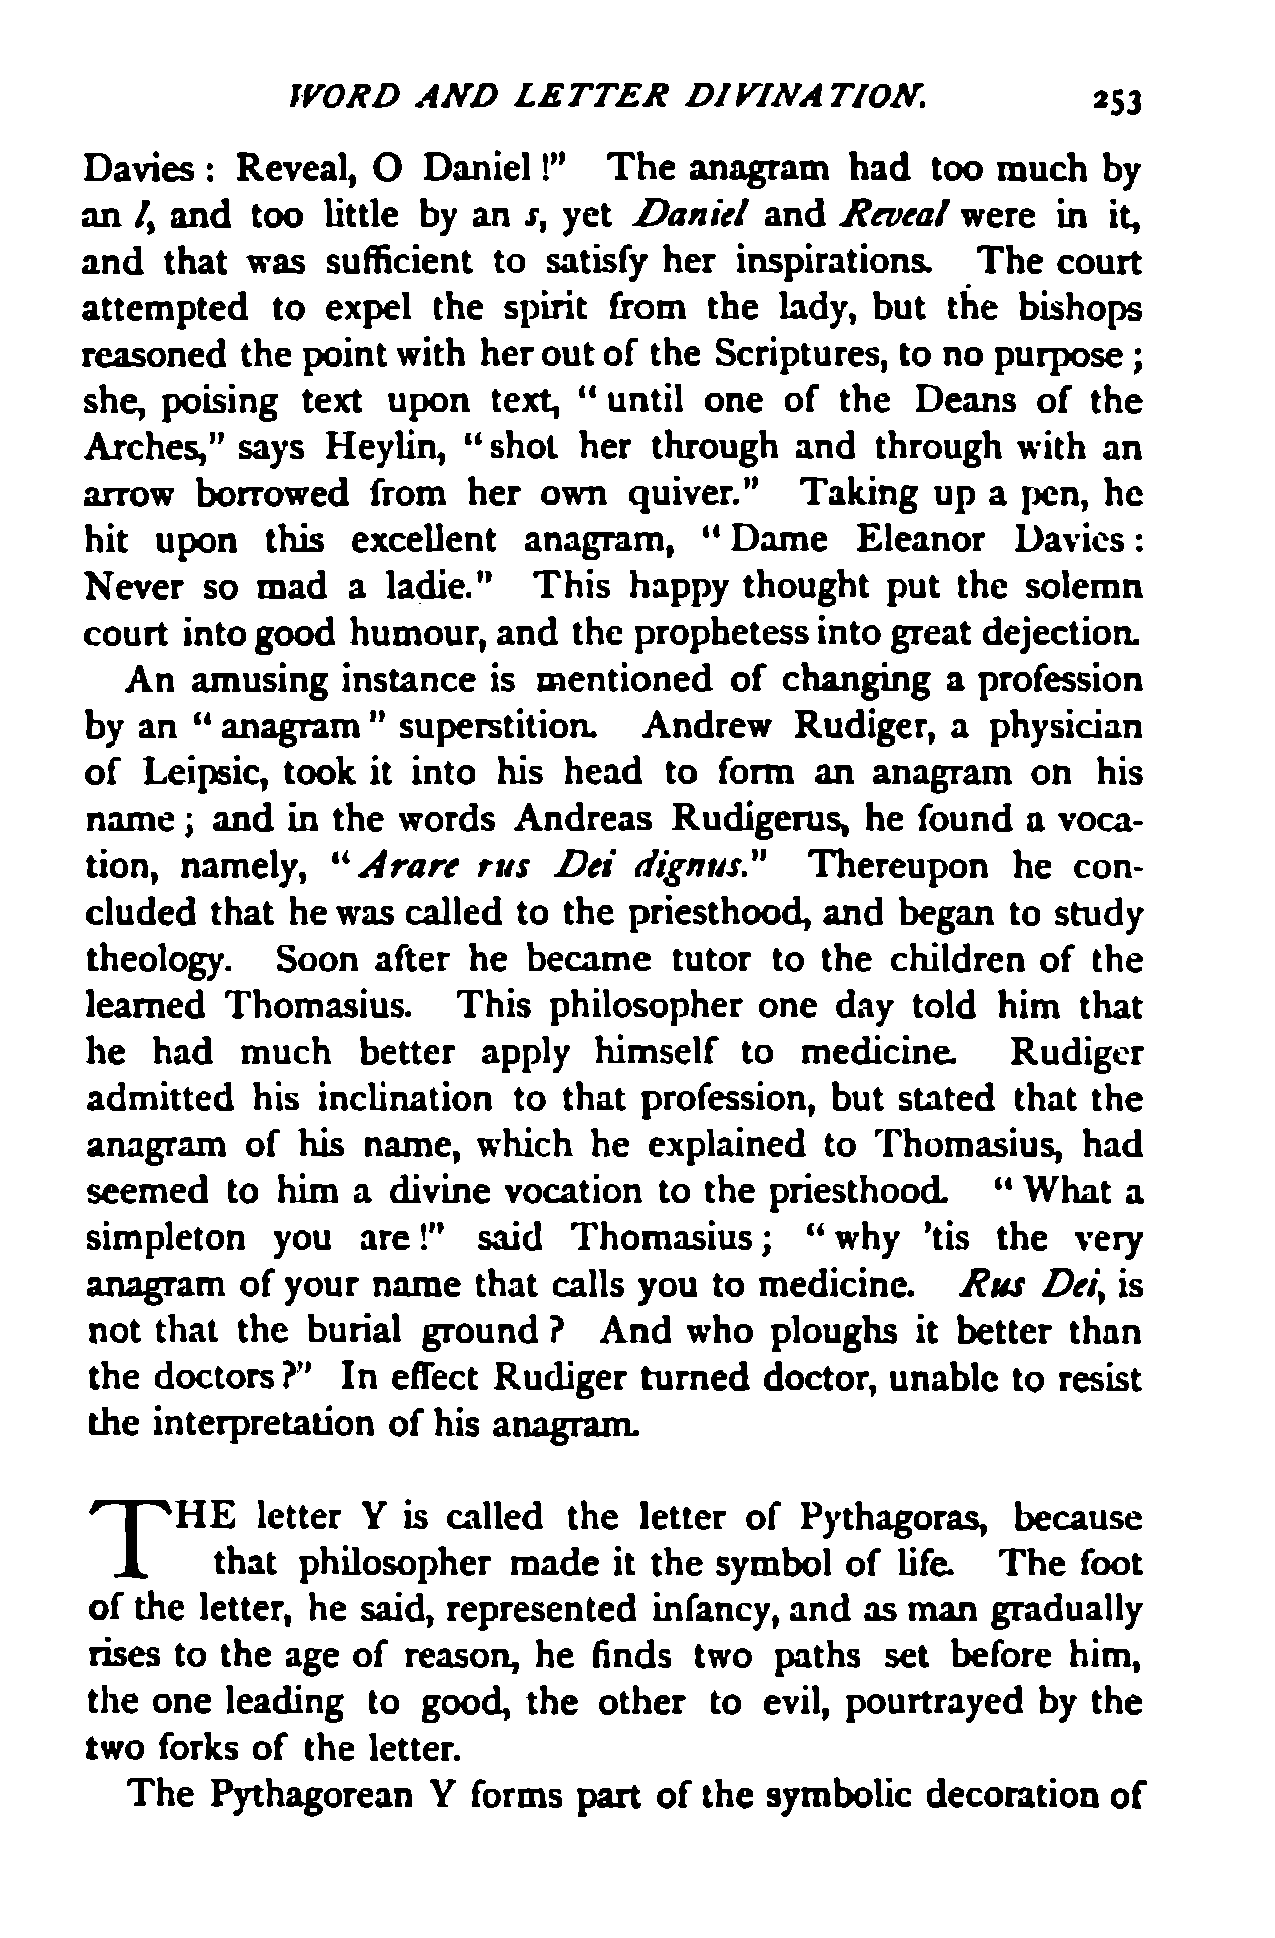 WORD AND LETTER DIVINATION. 253
Davies : Reveal, O Daniel !" The anagram had too much by
an l, and too little by an s, yet Daniel and Reveal were in it,
and that was sufficient to satisfy her inspirations. The court
attempted to expel the spirit from the lady, but the bishops
reasoned the point with her out of the Scriptures, to no purpose ;
she, poising text upon text, " until one of the Deans of the
Arches," says Heylin, " shot her through and through with an
arrow borrowed from her own quiver." Taking up a pen, he
hit upon this excellent anagram, " Dame Eleanor Davies :
Never so mad a ladie." This happy thought put the solemn
court into good humour, and the prophetess into great dejection.
An amusing instance is mentioned of changing a profession
by an " anagram " superstition. Andrew Rudiger, a physician
of Leipsic, took it into his head to form an anagram on his
name ; and in the words Andreas Rudigerus, he found a voca-
tion, namely, " Arare rus Dei dignus." Thereupon he con-
cluded that he was called to the priesthood, and began to study
theology. Soon after he became tutor to the children of the
learned Thomasius. This philosopher one day told him that
he had much better apply himself to medicine. Rudiger
admitted his inclination to that profession, but stated that the
anagram of his name, which he explained to Thomasius, had
seemed to him a divine vocation to the priesthood. " What a
simpleton you are !" said Thomasius ; " why 'tis the very
anagram of your name that calls you to medicine. Rus Dei, is
not that the burial ground ? And who ploughs it better than
the doctors ?" In effect Rudiger turned doctor, unable to resist
the interpretation of his anagram.
THE letter Y is called the letter of Pythagoras, because
that philosopher made it the symbol of life. The foot
of the letter, he said, represented infancy, and as man gradually
rises to the age of reason, he finds two paths set before him,
the one leading to good, the other to evil, pourtrayed by the
two forks of the letter.
The Pythagorean Y forms part of the symbolic decoration of